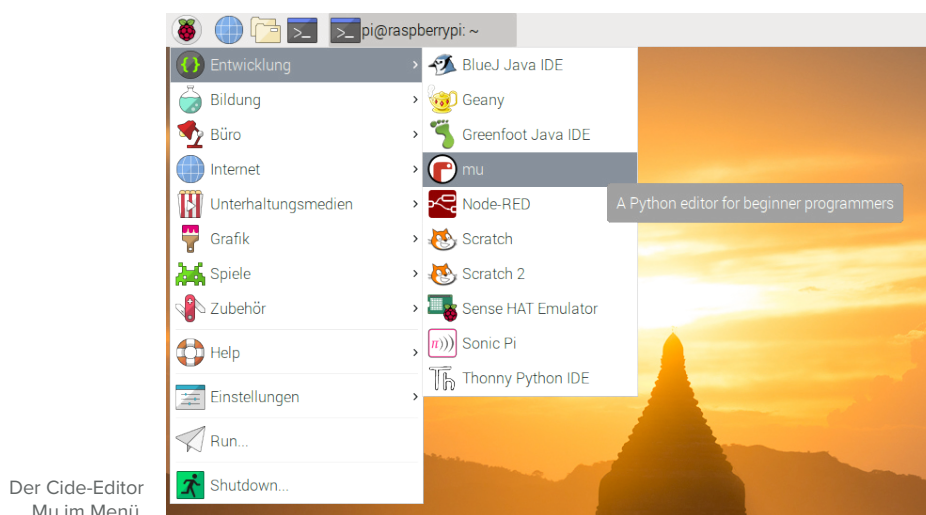 pi@raspberrypi: ~
Entwicklung
Bildung
Büro
Internet
Unterhaltungsmedien
Grafik
Spiele
Zubehör
Help
Einstellungen
Run...
Shutdown...
BlueJ Java IDE
Geany
Greenfoot Java IDE
mu
Node-RED
Scratch
Scratch 2
Sense HAT Emulator
Sonic Pi
Thonny Python IDE
A Python editor for beginner programmers
Der Cide-Editor
Mu im Menü